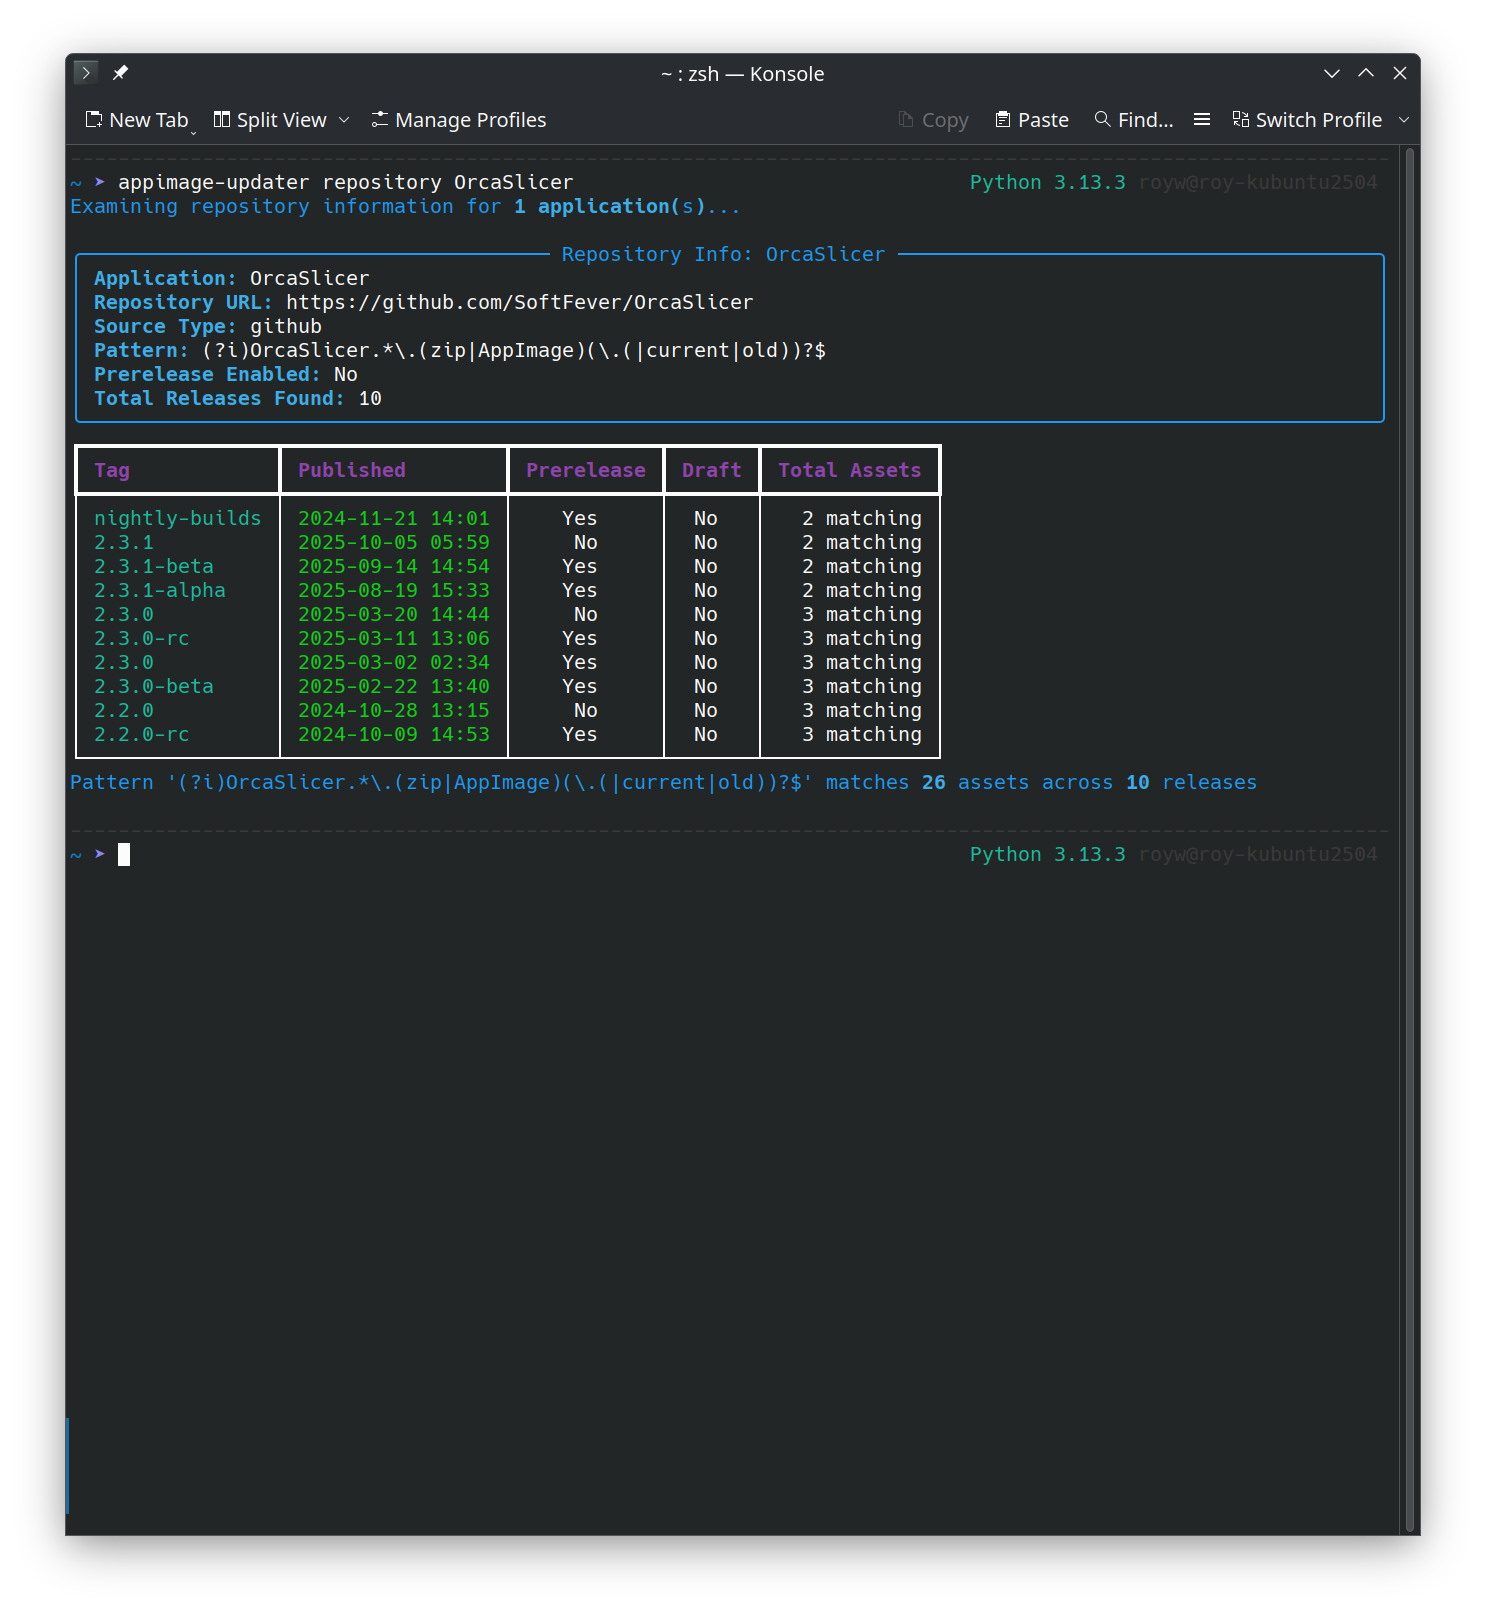 ~ : zsh — Konsole
New Tab Split View Manage Profiles Copy Paste Find... Switch Profile
~ ➤ appimage-updater repository OrcaSlicer Python 3.13.3 royw@roy-kubuntu2504
Examining repository information for 1 application(s)...
Repository Info: OrcaSlicer
Application: OrcaSlicer
Repository URL: https://github.com/SoftFever/OrcaSlicer
Source Type: github
Pattern: (?i)OrcaSlicer.*\.(zip|AppImage)(\.(|current|old))?$
Prerelease Enabled: No
Total Releases Found: 10
Tag Published Prerelease Draft Total Assets
nightly-builds 2024-11-21 14:01 Yes No 2 matching
2.3.1 2025-10-05 05:59 No No 2 matching
2.3.1-beta 2025-09-14 14:54 Yes No 2 matching
2.3.1-alpha 2025-08-19 15:33 Yes No 2 matching
2.3.0 2025-03-20 14:44 No No 3 matching
2.3.0-rc 2025-03-11 13:06 Yes No 3 matching
2.3.0 2025-03-02 02:34 Yes No 3 matching
2.3.0-beta 2025-02-22 13:40 Yes No 3 matching
2.2.0 2024-10-28 13:15 No No 3 matching
2.2.0-rc 2024-10-09 14:53 Yes No 3 matching
Pattern '(?i)OrcaSlicer.*\.(zip|AppImage)(\.(|current|old))?$' matches 26 assets across 10 releases
~ ➤ Python 3.13.3 royw@roy-kubuntu2504